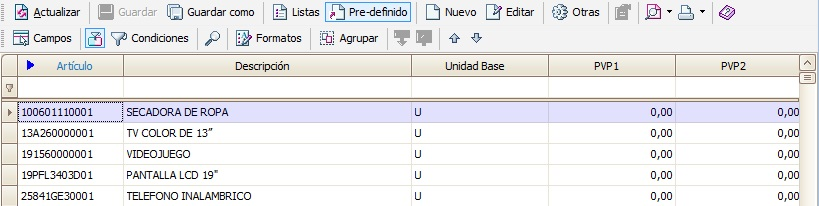 Actualizar Guardar Guardar como Listas Pre-definido Nuevo Editar Otras
Campos Condiciones Formatos Agrupar
Artículo Descripción Unidad Base PVP1 PVP2
100601110001 SECADORA DE ROPA U 0,00 0,00
13A260000001 TV COLOR DE 13" U 0,00 0,00
191560000001 VIDEOJUEGO U 0,00 0,00
19PFL3403D01 PANTALLA LCD 19" U 0,00 0,00
25841GE30001 TELEFONO INALAMBRICO U 0,00 0,00